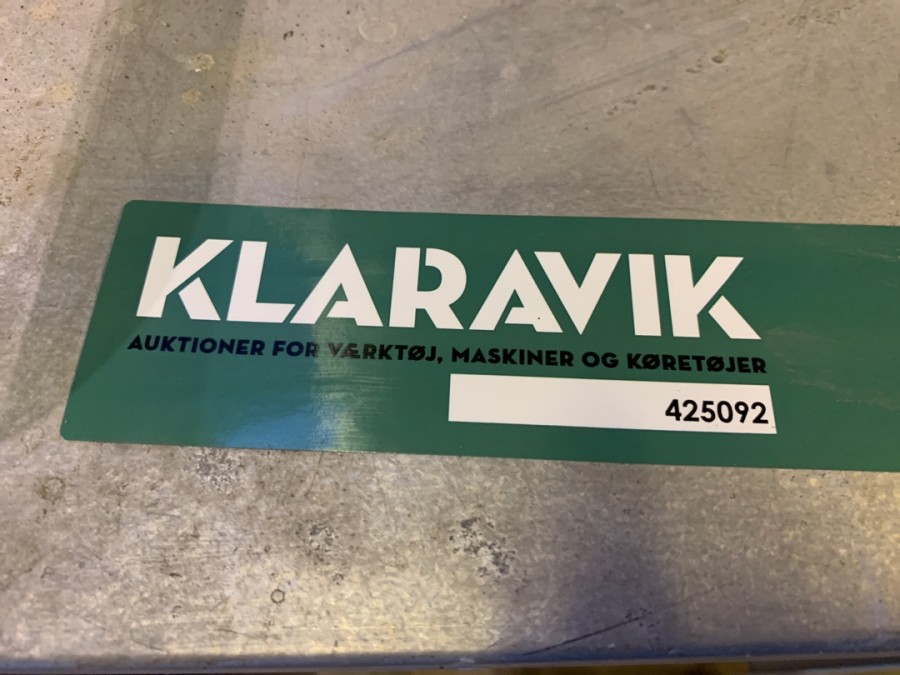 KLARAVIK
AUKTIONER FOR VÆRKTØJ, MASKINER OG KØRETØJER
425092